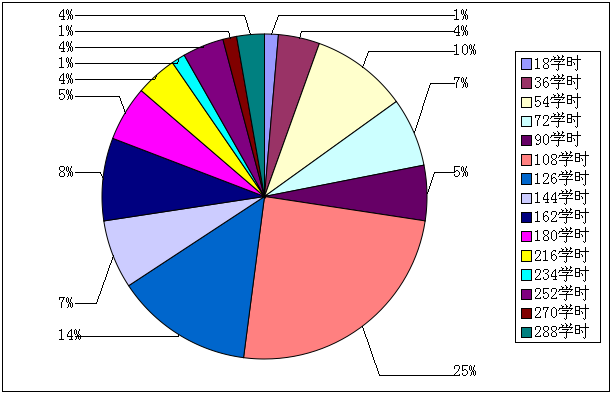 4%
1%
4%
1%
4%
5%
8%
7%
14%
1%
4%
10%
7%
5%
25%
18学时
36学时
54学时
72学时
90学时
108学时
126学时
144学时
162学时
180学时
216学时
234学时
252学时
270学时
288学时